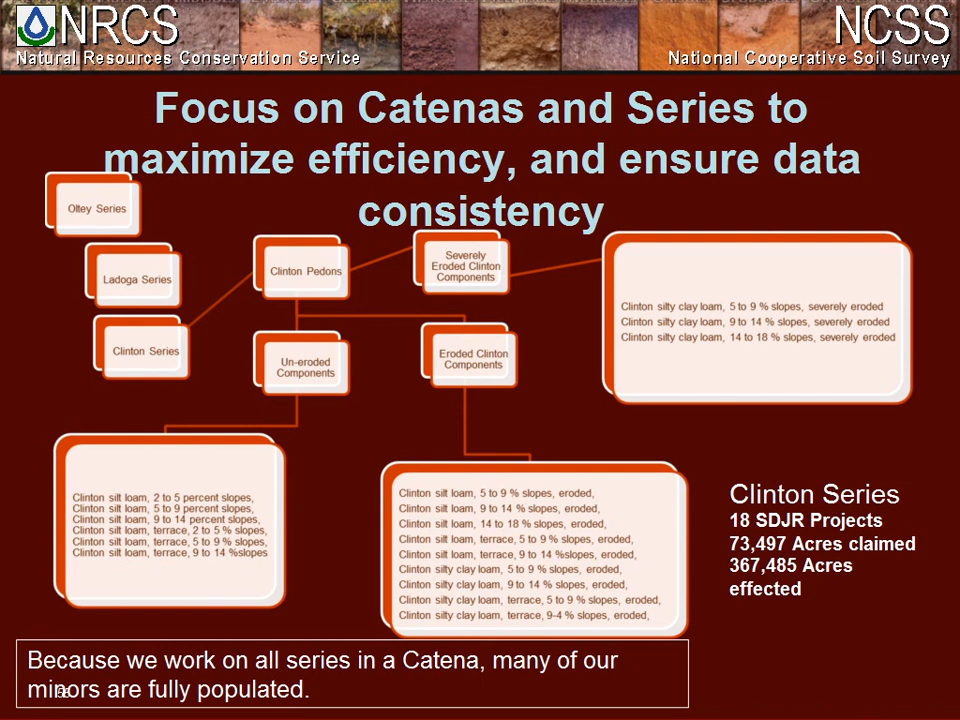 NRCS
Natural Resources Conservation Service
NCSS
National Cooperative Soil Survey
Focus on Catenas and Series to
maximize efficiency, and ensure data
consistency
Oltey Series
Ladoga Series
Clinton Series
Clinton Pedons
Severely
Eroded Clinton
Components
Un-eroded
Components
Eroded Clinton
Components
Clinton silty clay loam, 5 to 9 % slopes, severely eroded
Clinton silty clay loam, 9 to 14 % slopes, severely eroded
Clinton silty clay loam, 14 to 18 % slopes, severely eroded
Clinton silt loam, 2 to 5 percent slopes,
Clinton silt loam, 5 to 9 percent slopes,
Clinton silt loam, 9 to 14 percent slopes,
Clinton silt loam, terrace, 2 to 5 % slopes,
Clinton silt loam, terrace, 5 to 9 % slopes,
Clinton silt loam, terrace, 9 to 14 %slopes
Clinton silt loam, 5 to 9 % slopes, eroded,
Clinton silt loam, 9 to 14 % slopes, eroded,
Clinton silt loam, 14 to 18 % slopes, eroded,
Clinton silt loam, terrace, 5 to 9 % slopes, eroded,
Clinton silt loam, terrace, 9 to 14 %slopes, eroded,
Clinton silty clay loam, 5 to 9 % slopes, eroded,
Clinton silty clay loam, 9 to 14 % slopes, eroded,
Clinton silty clay loam, terrace, 5 to 9 % slopes, eroded,
Clinton silty clay loam, terrace, 9-4 % slopes, eroded,
Clinton Series
18 SDJR Projects
73,497 Acres claimed
367,485 Acres
effected
Because we work on all series in a Catena, many of our
minors are fully populated.